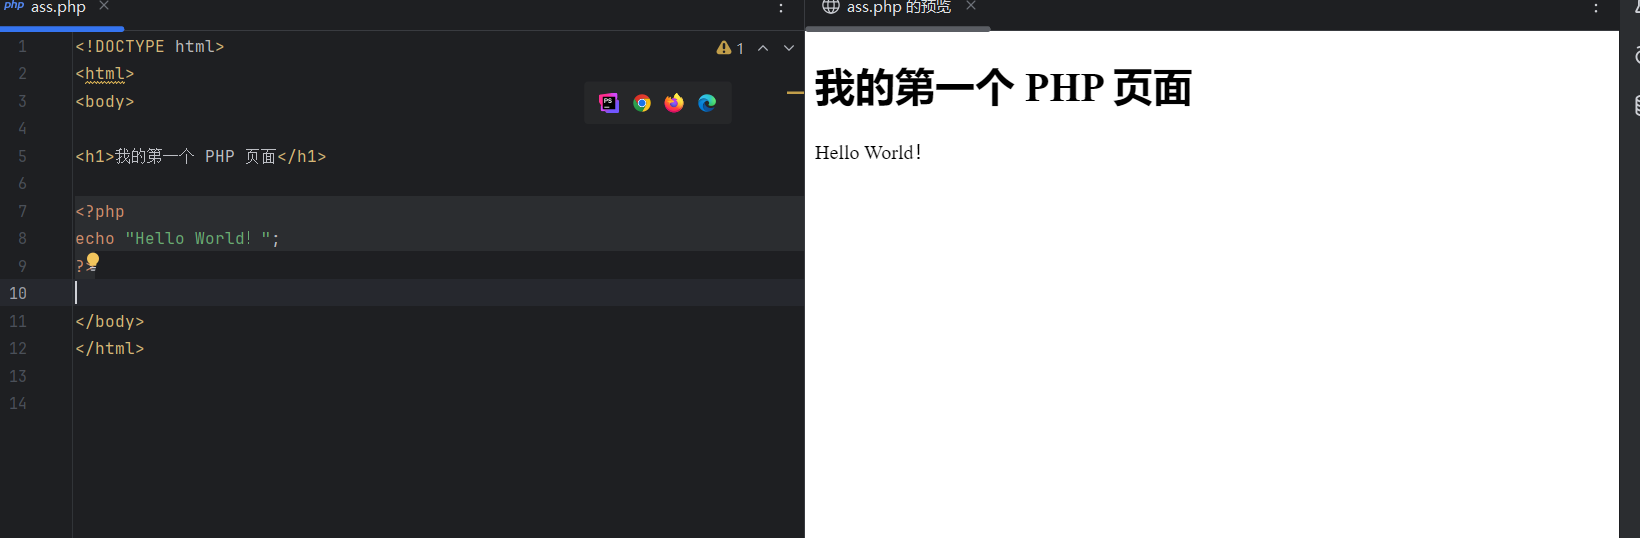 php ass.php
ass.php 的预览
1
1 <!DOCTYPE html>
2 <html>
3 <body>
4
5 <h1>我的第一个 PHP 页面</h1>
6
7 <?php
8 echo "Hello World！";
9 ?>
10
11 </body>
12 </html>
13
14
PS
我的第一个 PHP 页面
Hello World！